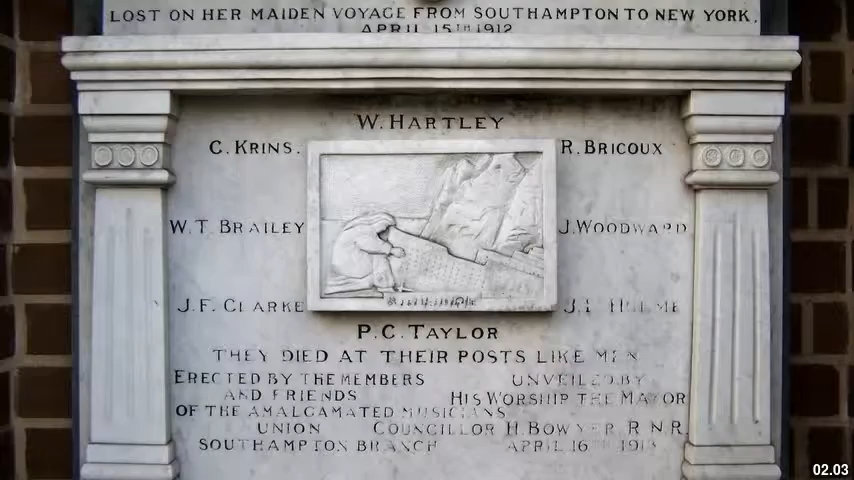 LOST ON HER MAIDEN VOYAGE FROM SOUTHAMPTON TO NEW YORK.
APRIL 15TH 1912
W. HARTLEY
C. KRINS. R. BRICOUX
W. T. BRAILEY J. WOODWARD
J. F. CLARKE J. L HULME
P. C. TAYLOR
THEY DIED AT THEIR POSTS LIKE MEN
ERECTED BY THE MEMBERS UNVEILED BY
AND FRIENDS HIS WORSHIP THE MAYOR
OF THE AMALGAMATED MUSICIANS
UNION COUNCILLOR H. BOWYER R.N.R.
SOUTHAMPTON BRANCH APRIL 16TH
02.03